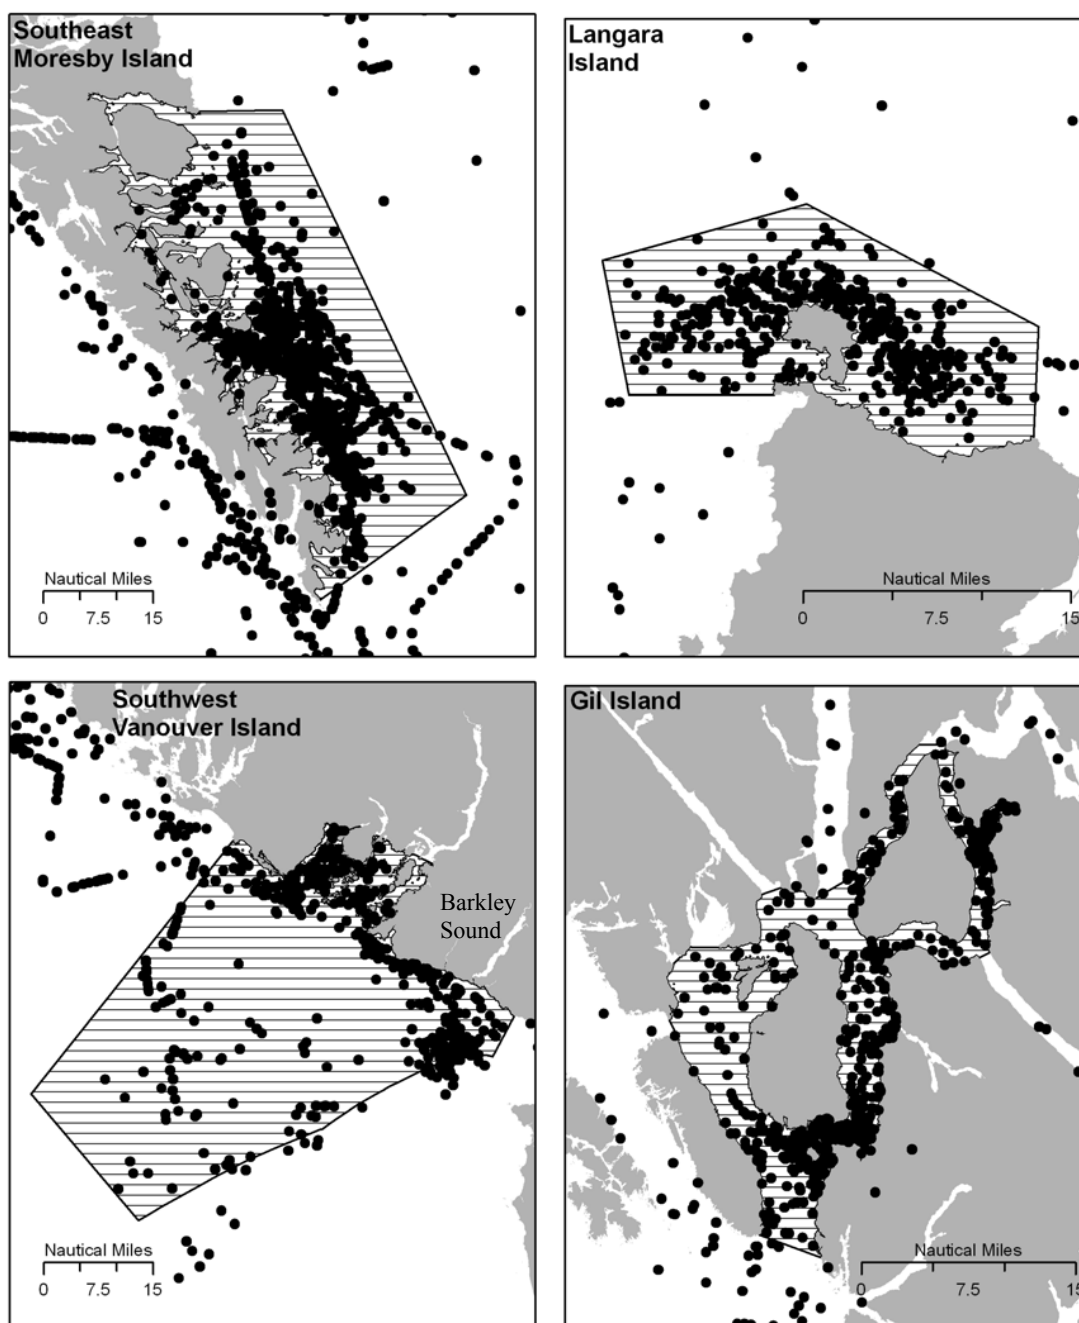 Southeast
Moresby Island
Nautical Miles
0 7.5 15
Langara
Island
Nautical Miles
0 7.5 15
Southwest
Vanouver Island
Barkley
Sound
Nautical Miles
0 7.5 15
Gil Island
Nautical Miles
0 7.5 15